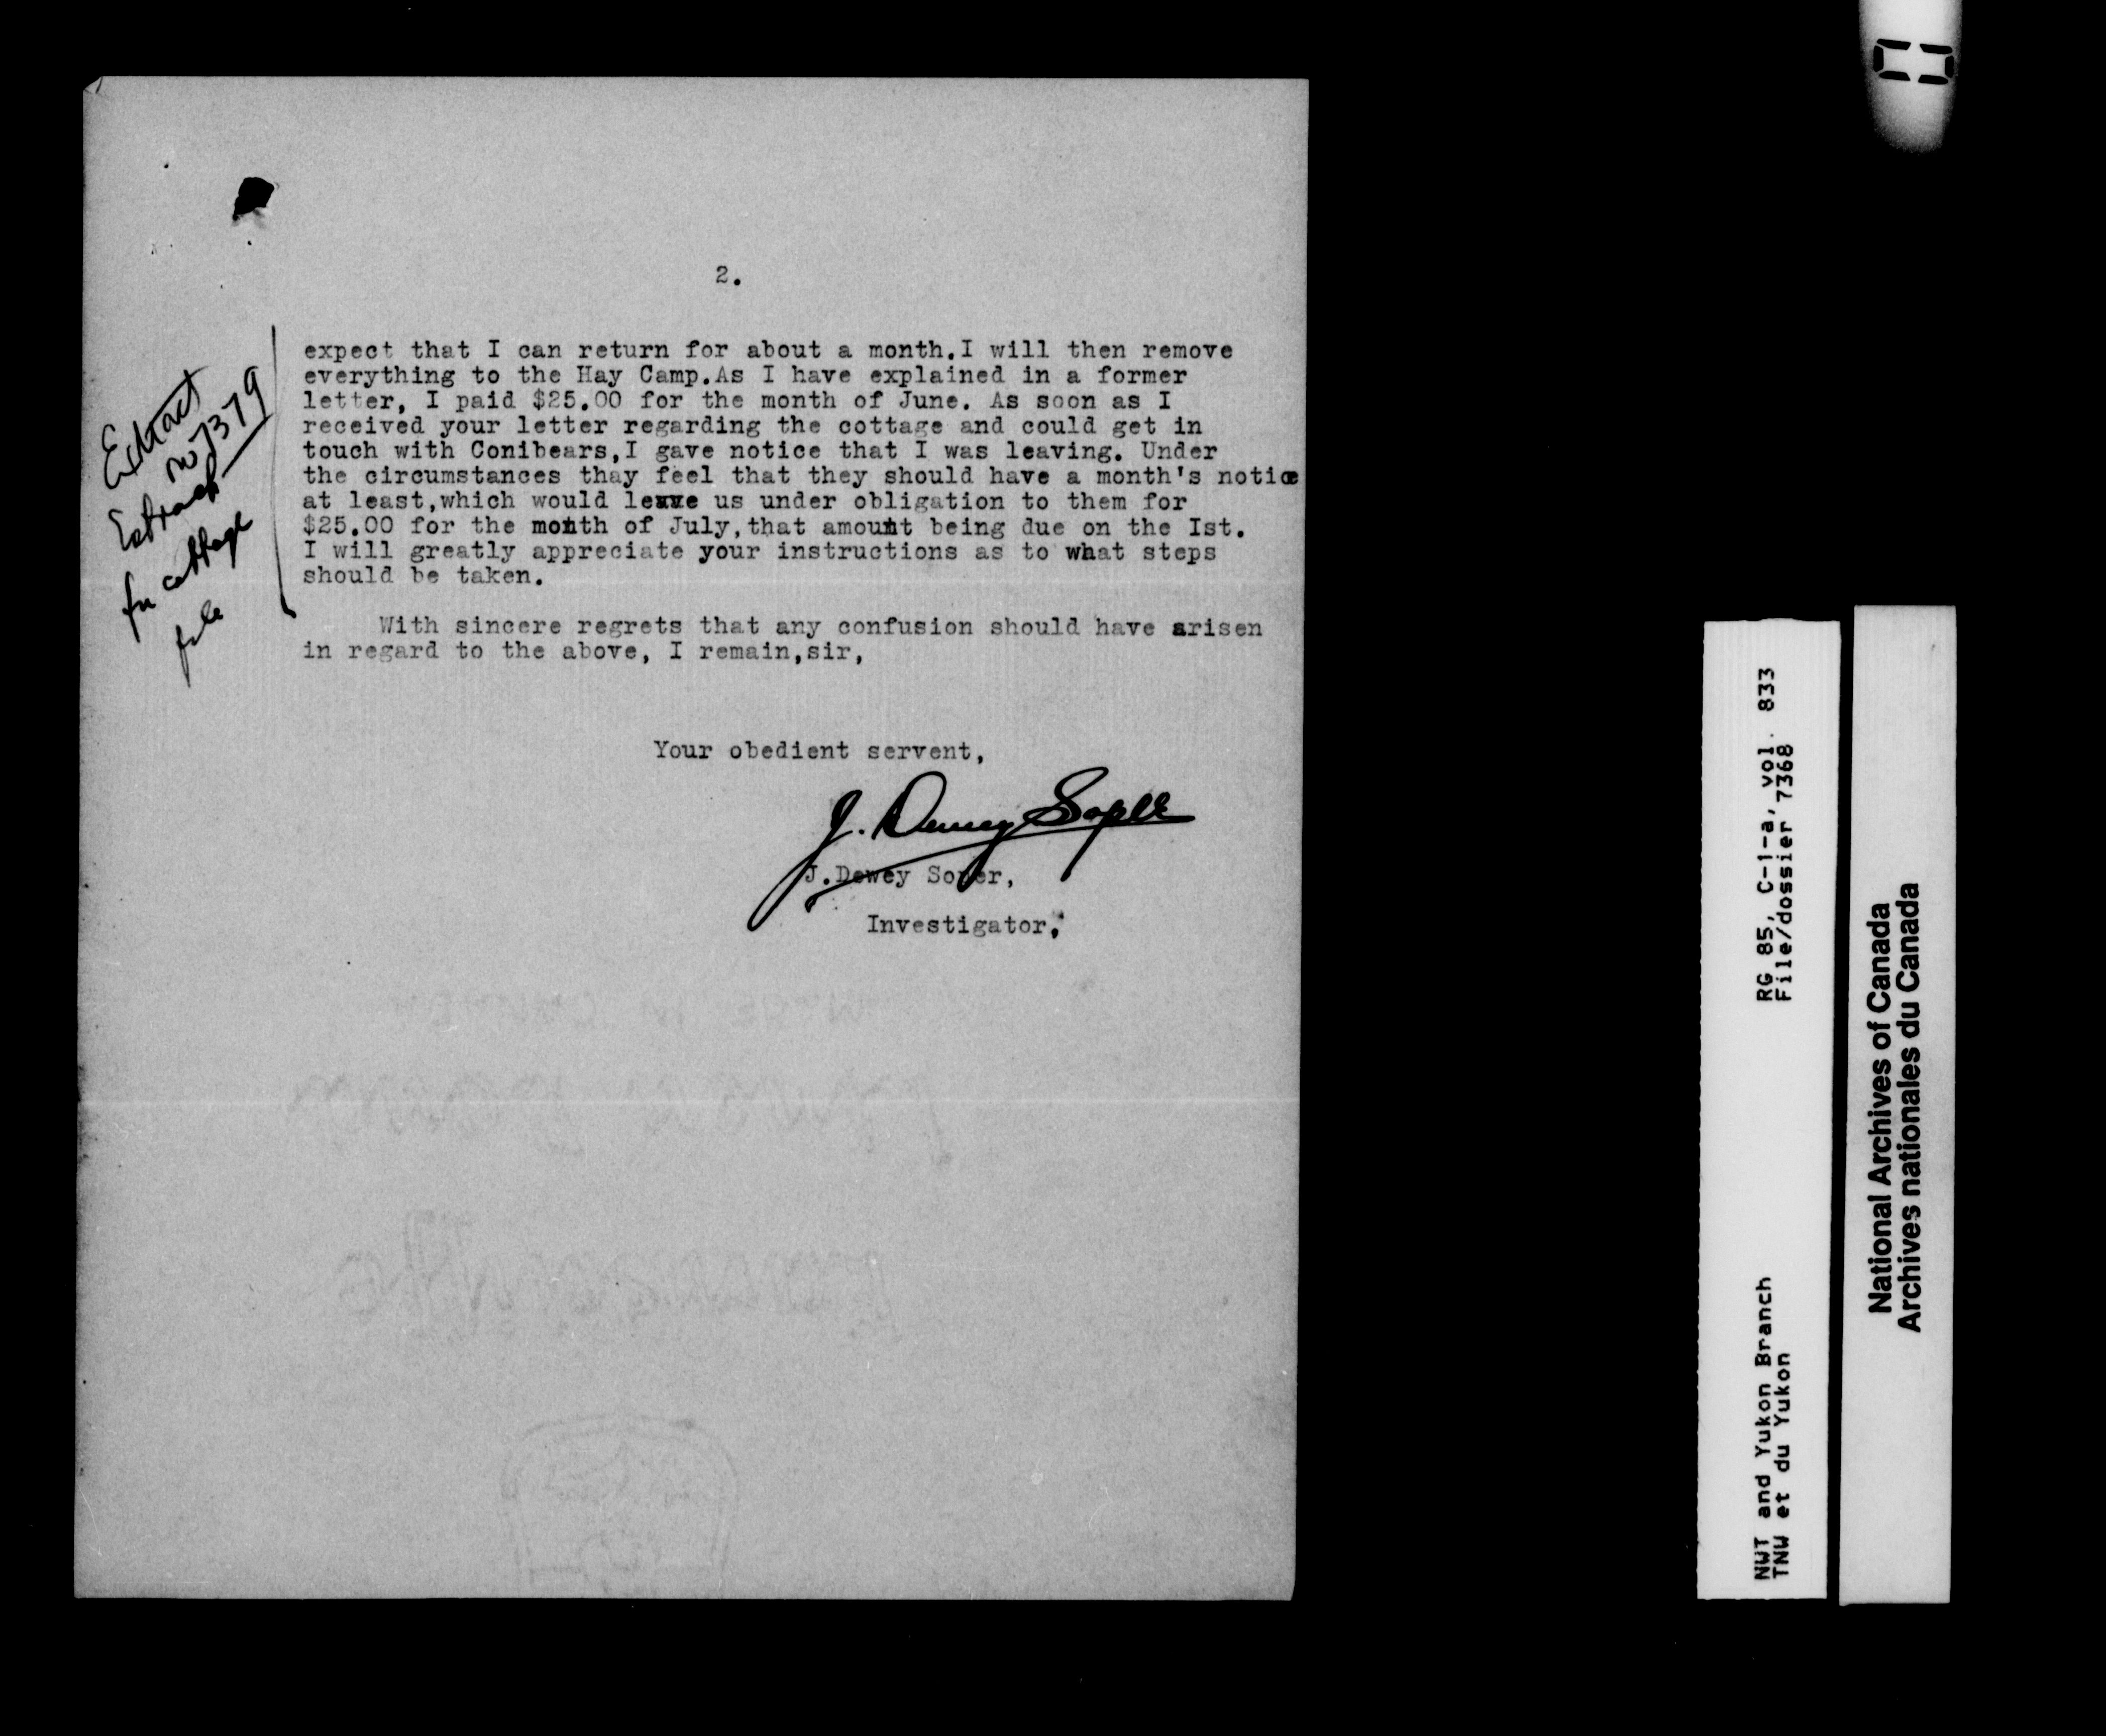 2.
expect that I can return for about a month.I will then remove
everything to the Hay Camp.As I have explained in a former
letter, I paid $25.00 for the month of June. As soon as I
received your letter regarding the cottage and could get in
touch with Conibears,I gave notice that I was leaving. Under
the circumstances thay feel that they should have a month's notice
at least,which would leave us under obligation to them for
$25.00 for the month of July,that amount being due on the Ist.
I will greatly appreciate your instructions as to what steps
should be taken.
Extract
7379
Extract
for cottage
file
With sincere regrets that any confusion should have arisen
in regard to the above, I remain,sir,
Your obedient servent,
J. Dewey Soper
J.Dewey Soper,
Investigator.
RG 85, C-1-a, vol. 833
File/dossier 7368
NWT and Yukon Branch
TNW et du Yukon
National Archives of Canada
Archives nationales du Canada